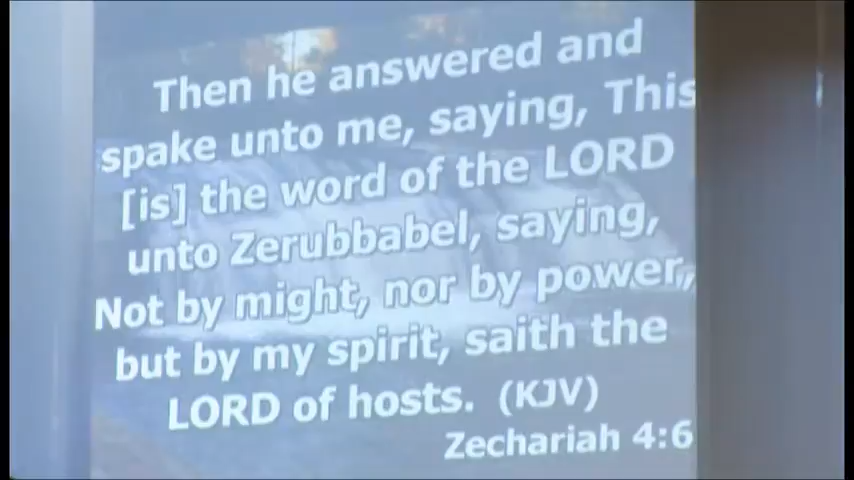 Then he answered and
spake unto me, saying, This
[is] the word of the LORD
unto Zerubbabel, saying,
Not by might, nor by power,
but by my spirit, saith the
LORD of hosts. (KJV)
Zechariah 4:6